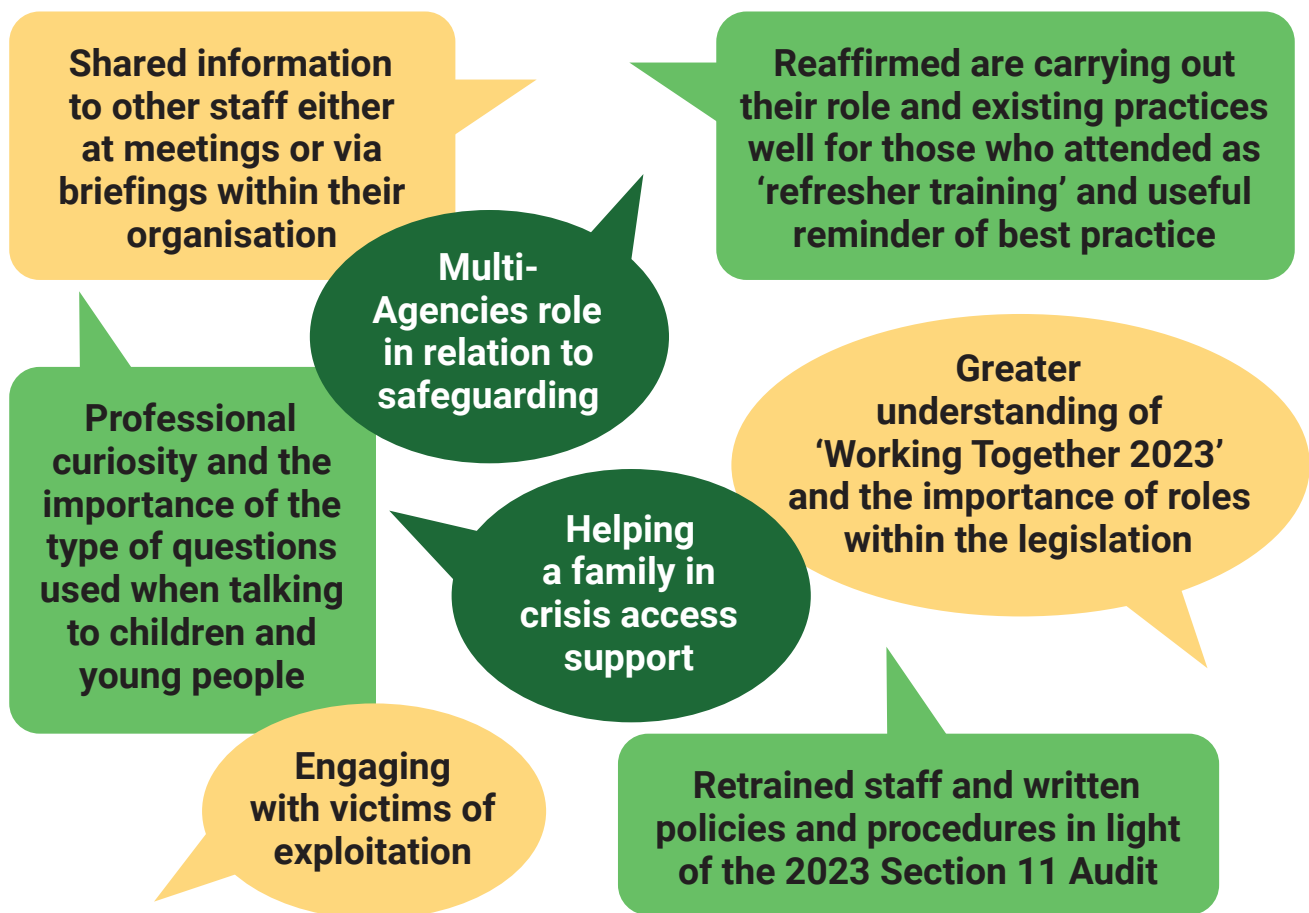 Shared information
to other staff either
at meetings or via
briefings within their
organisation
Reaffirmed are carrying out
their role and existing practices
well for those who attended as
‘refresher training’ and useful
reminder of best practice
Multi-
Agencies role
in relation to
safeguarding
Greater
understanding of
‘Working Together 2023’
and the importance of roles
within the legislation
Professional
curiosity and the
importance of the
type of questions
used when talking
to children and
young people
Helping
a family in
crisis access
support
Engaging
with victims of
exploitation
Retrained staff and written
policies and procedures in light
of the 2023 Section 11 Audit